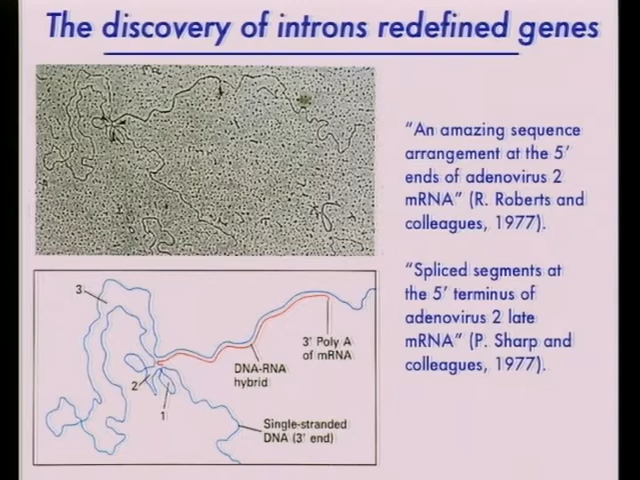 The discovery of introns redefined genes
"An amazing sequence
arrangement at the 5'
ends of adenovirus 2
mRNA" (R. Roberts and
colleagues, 1977).
"Spliced segments at
the 5' terminus of
adenovirus 2 late
mRNA" (P. Sharp and
colleagues, 1977).
3
3' Poly A
of mRNA
DNA-RNA
hybrid
2
1
Single-stranded
DNA (3' end)